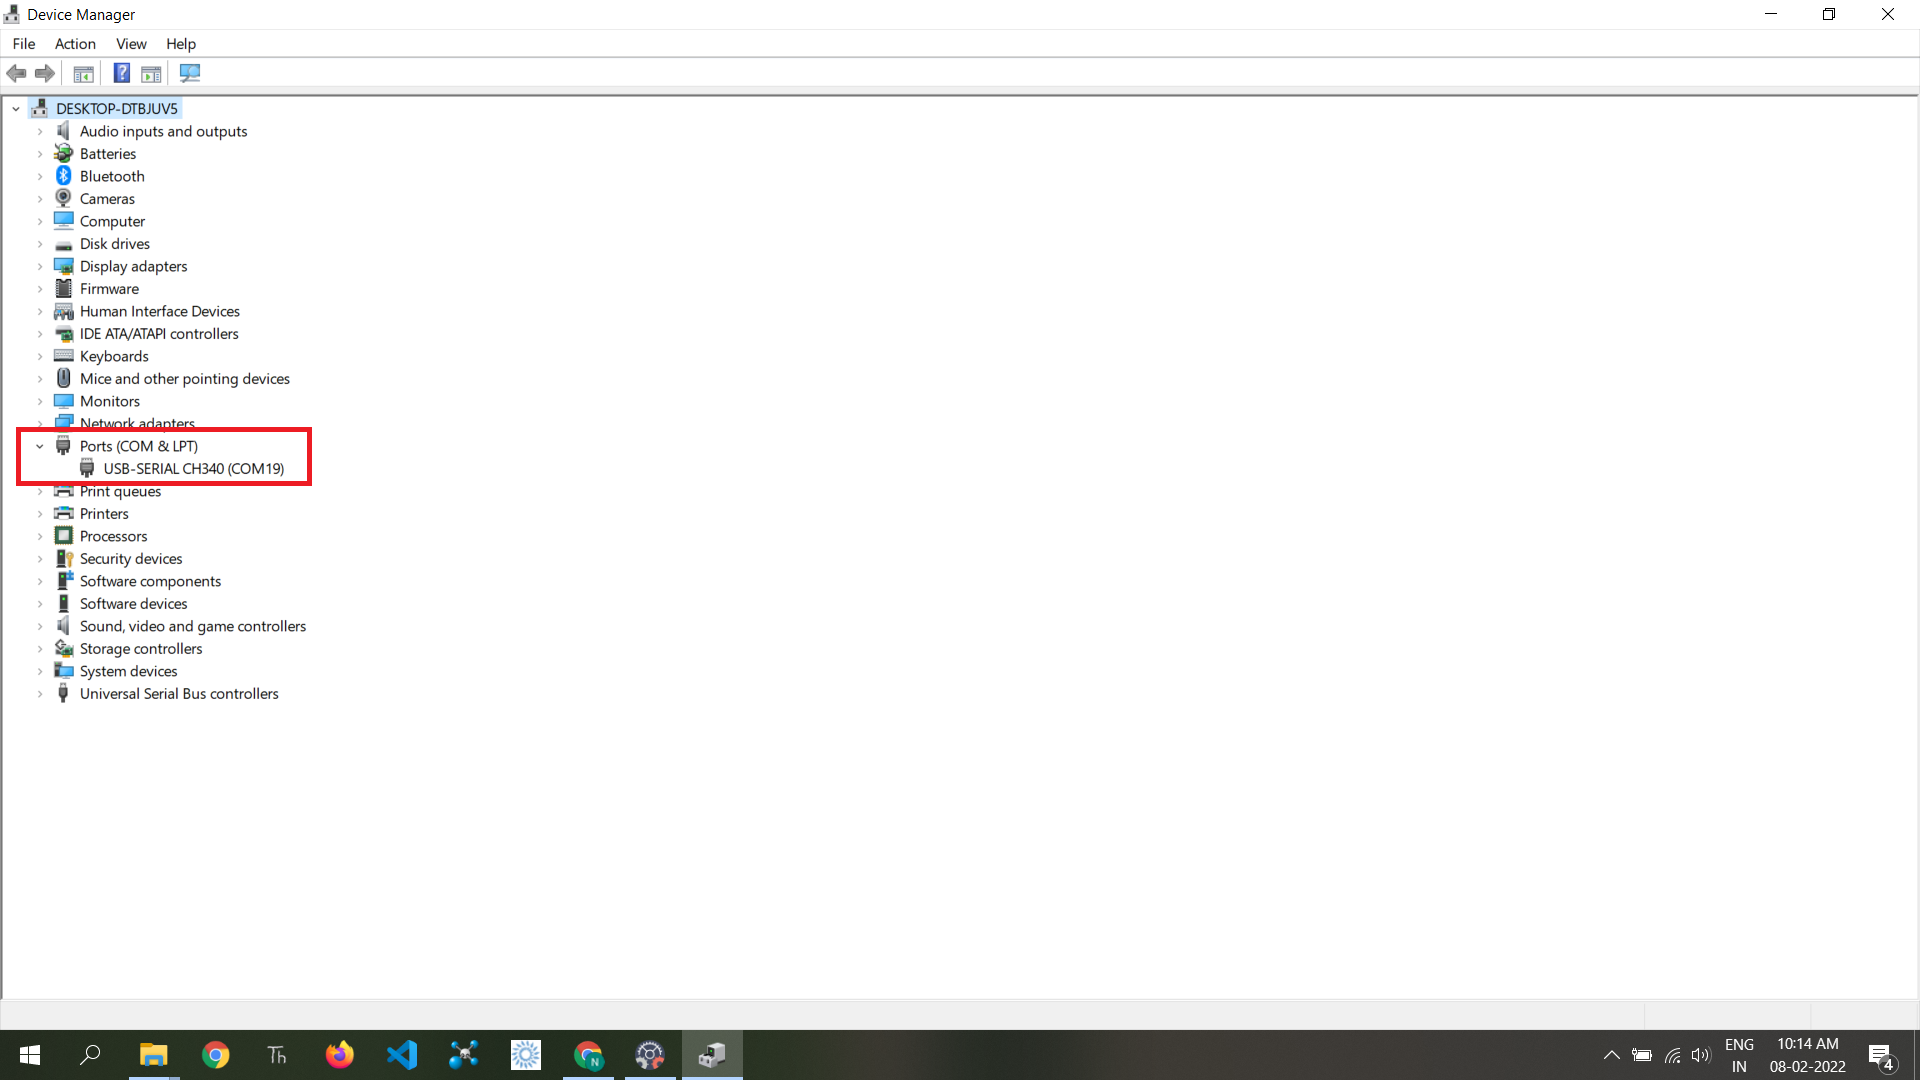 Device Manager
File Action View Help
DESKTOP-DTBJUV5
Audio inputs and outputs
Batteries
Bluetooth
Cameras
Computer
Disk drives
Display adapters
Firmware
Human Interface Devices
IDE ATA/ATAPI controllers
Keyboards
Mice and other pointing devices
Monitors
Network adapters
Ports (COM & LPT)
USB-SERIAL CH340 (COM19)
Print queues
Printers
Processors
Security devices
Software components
Software devices
Sound, video and game controllers
Storage controllers
System devices
Universal Serial Bus controllers
Th
N
ENG
IN
10:14 AM
08-02-2022
4